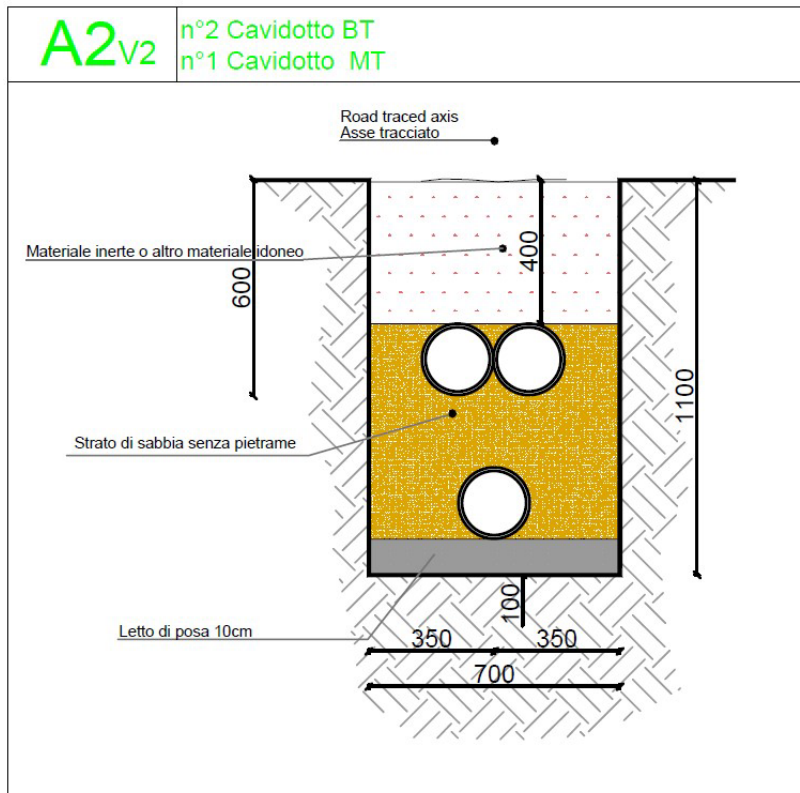 A2V2
n°2 Cavidotto BT
n°1 Cavidotto MT
Road traced axis
Asse tracciato
Materiale inerte o altro materiale idoneo
400
600
1100
Strato di sabbia senza pietrame
100
Letto di posa 10cm
350 350
700